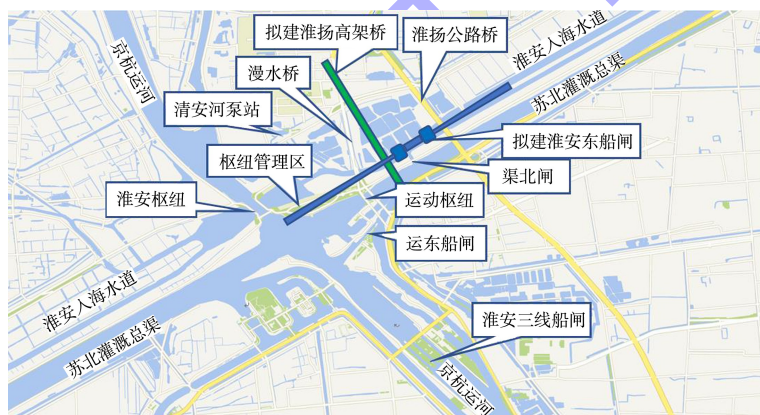 拟建淮扬高架桥
淮扬公路桥
淮安入海水道
京杭运河
漫水桥
苏北灌溉总渠
清安河泵站
拟建淮安东船闸
枢纽管理区
渠北闸
淮安枢纽
运动枢纽
运东船闸
淮安入海水道
淮安三线船闸
苏北灌溉总渠
京杭运河